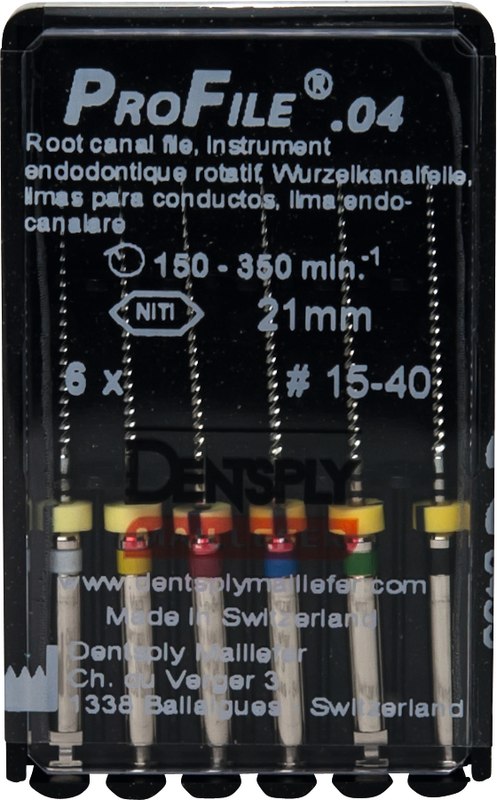 PROFILE® .04
Root canal file, instrument
endodontique rotatif, Wurzelkanalfeile,
limas para conductos, lima endo-
canalare
150 - 350 min.-1
NITI
21mm
6 x # 15-40
DENTSPLY
MAILLEFER
www.dentsplymaillefer.com
Made in Switzerland
Dentsply Maillefer
Ch. du Verger 3
1338 Ballaigues Switzerland